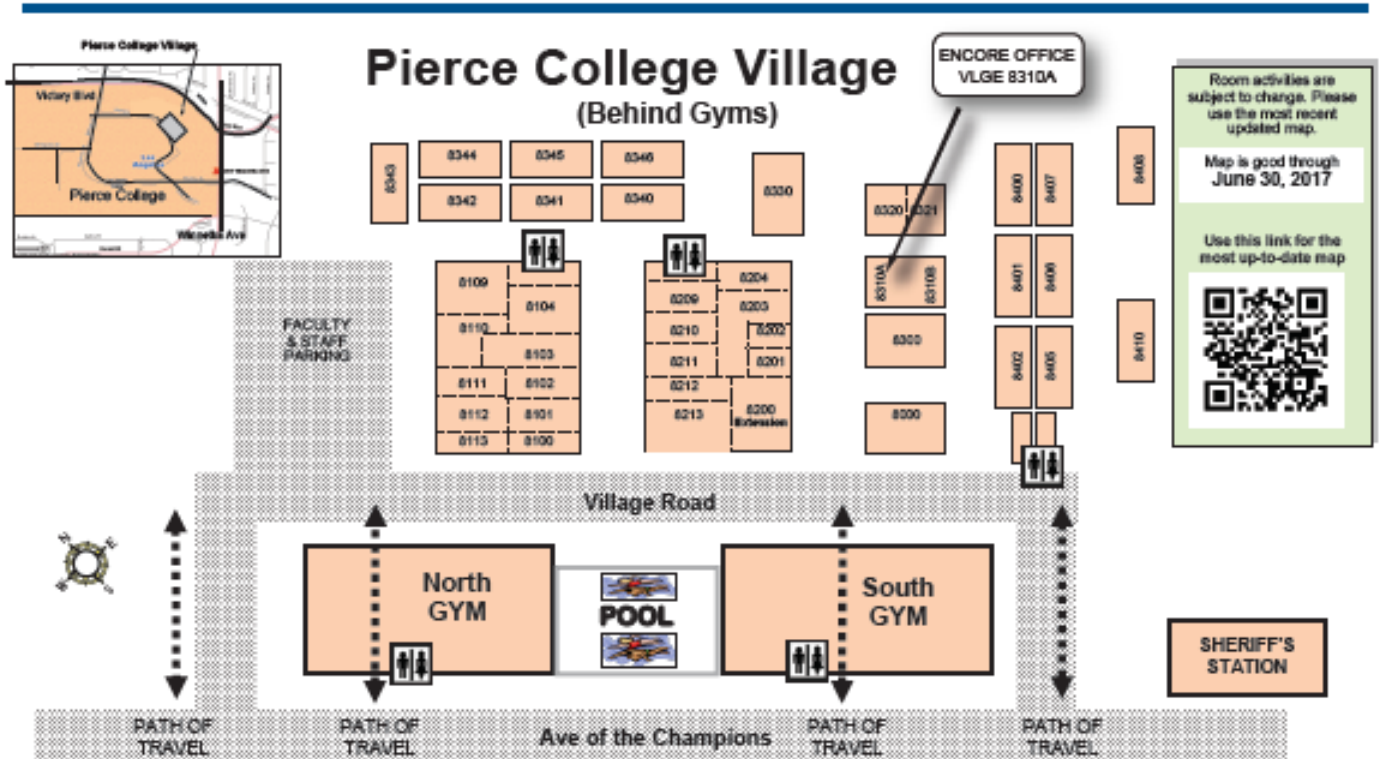 Pierce College Village
Victory Blvd
Pierce College
Winnetka Ave
Pierce College Village
(Behind Gyms)
ENCORE OFFICE
VLGE 8310A
Room activities are
subject to change. Please
use the most recent
updated map.
Map is good through
June 30, 2017
Use this link for the
most up-to-date map
8343
8344
8345
8346
8342
8341
8340
8330
8320
8321
8310A
8310B
8300
8400
8407
8408
8401
8406
8402
8405
8410
8109
8104
8110
8103
8111
8102
8112
8101
8113
8100
8204
8209
8203
8210
8202
8211
8201
8212
8213
8200
Extension
FACULTY
& STAFF
PARKING
Village Road
North
GYM
POOL
South
GYM
SHERIFF'S
STATION
PATH OF
TRAVEL
PATH OF
TRAVEL
Ave of the Champions
PATH OF
TRAVEL
PATH OF
TRAVEL